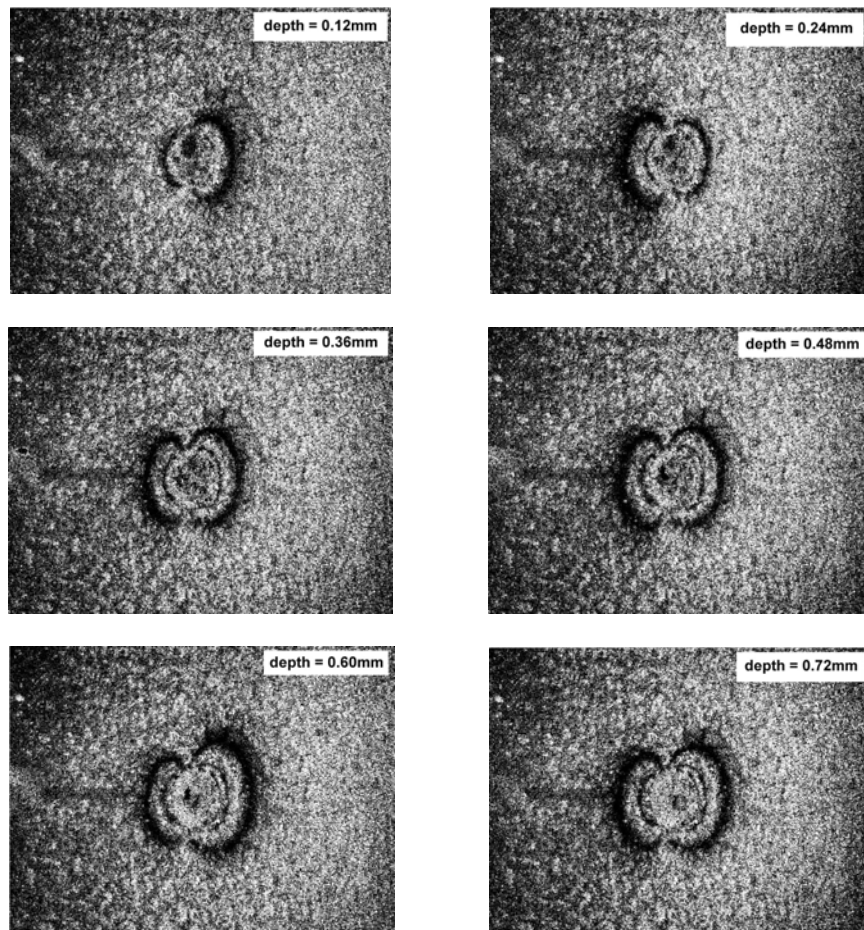 depth = 0.12mm
depth = 0.24mm
depth = 0.36mm
depth = 0.48mm
depth = 0.60mm
depth = 0.72mm